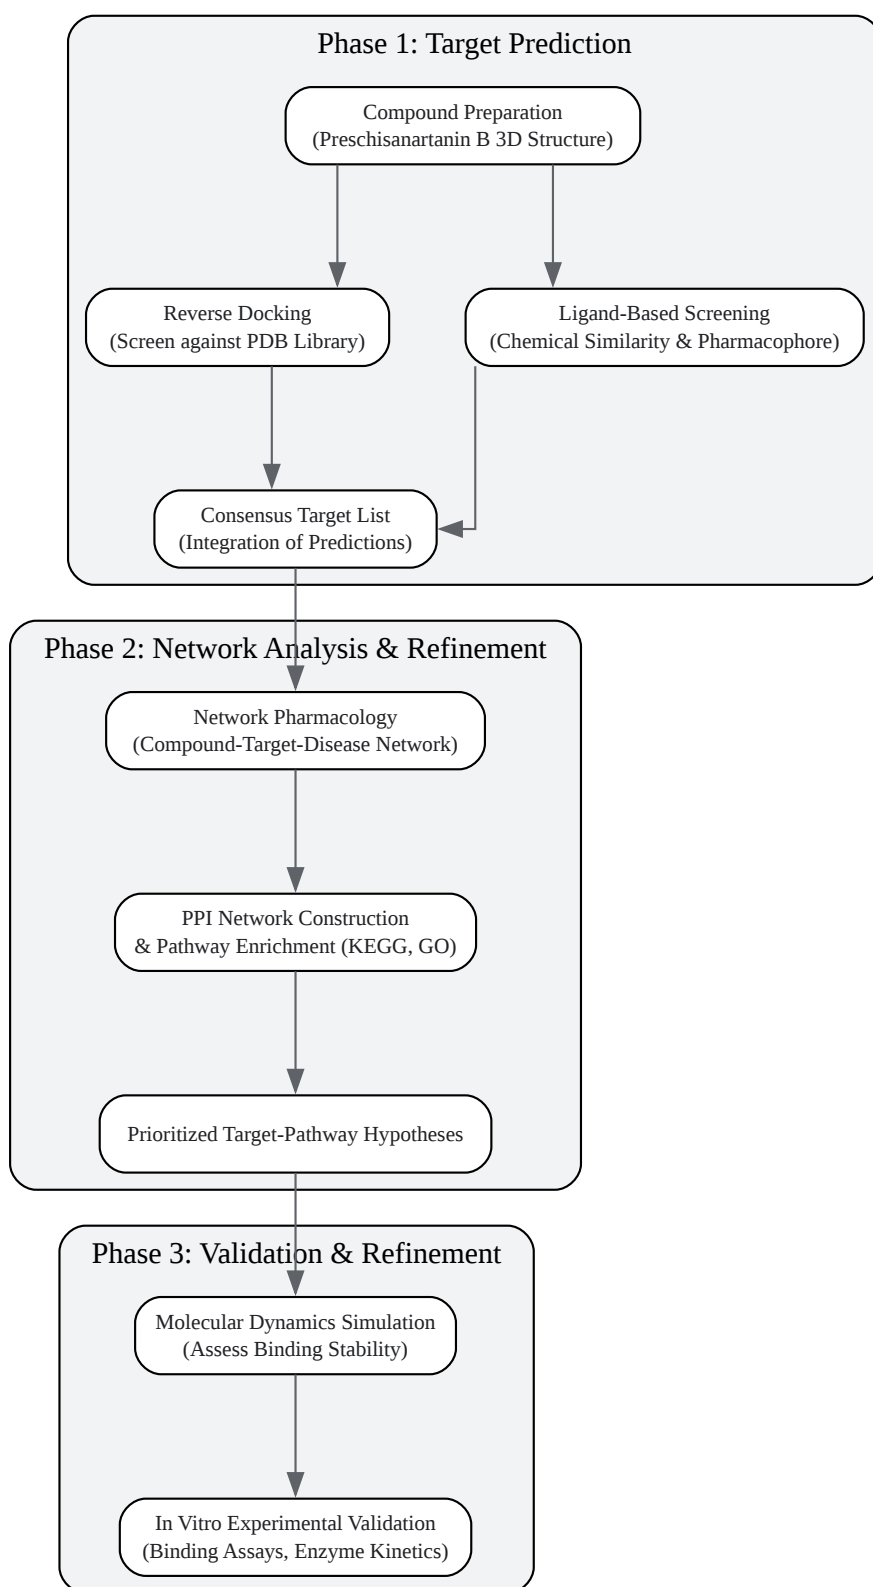 Phase 1: Target Prediction
Compound Preparation
(Preschisanartanin B 3D Structure)
Reverse Docking
(Screen against PDB Library)
Ligand-Based Screening
(Chemical Similarity & Pharmacophore)
Consensus Target List
(Integration of Predictions)
Phase 2: Network Analysis & Refinement
Network Pharmacology
(Compound-Target-Disease Network)
PPI Network Construction
& Pathway Enrichment (KEGG, GO)
Prioritized Target-Pathway Hypotheses
Phase 3: Validation & Refinement
Molecular Dynamics Simulation
(Assess Binding Stability)
In Vitro Experimental Validation
(Binding Assays, Enzyme Kinetics)